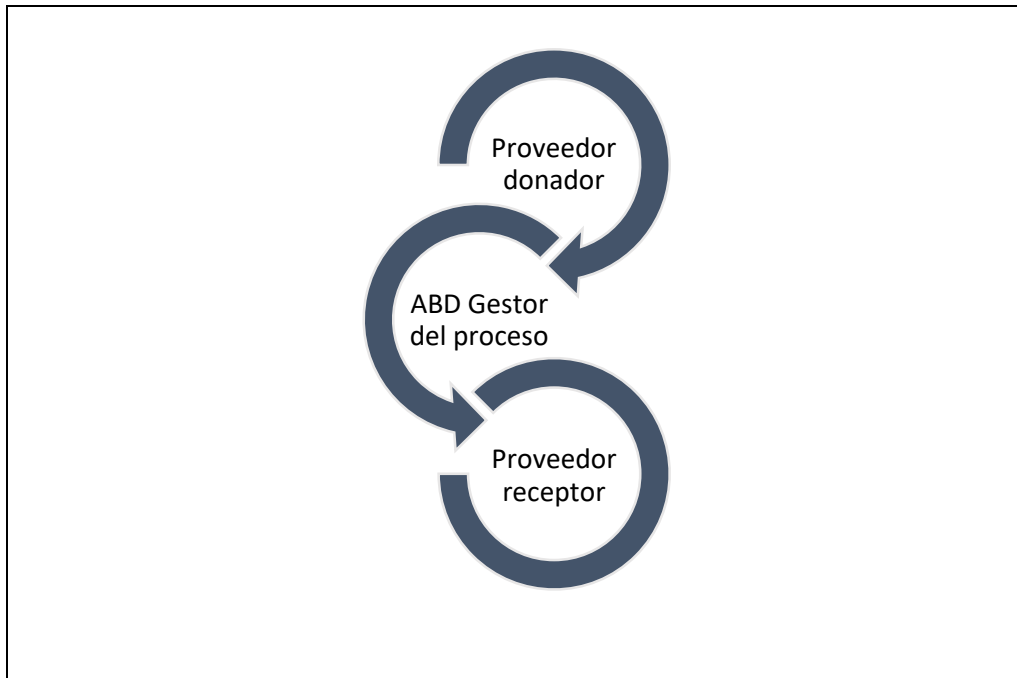 Proveedor
donador
ABD Gestor
del proceso
Proveedor
receptor